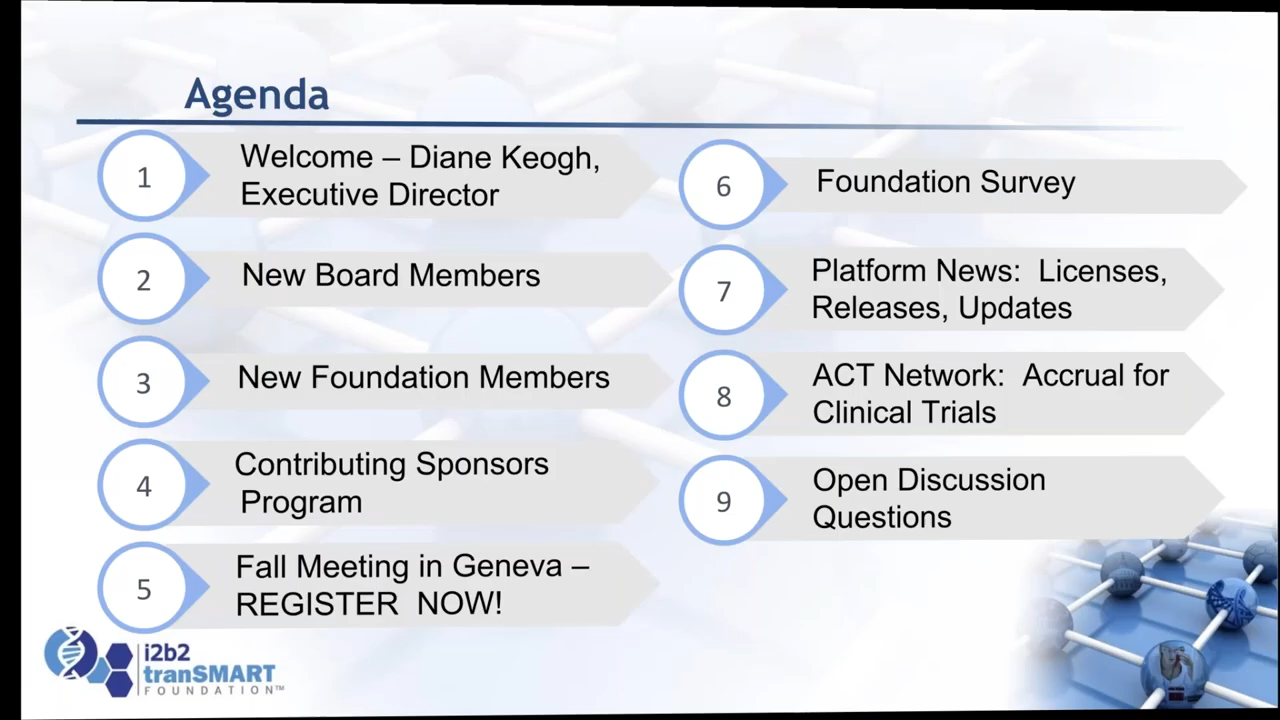 Agenda
1
Welcome – Diane Keogh,
Executive Director
2
New Board Members
3
New Foundation Members
4
Contributing Sponsors
Program
5
Fall Meeting in Geneva –
REGISTER NOW!
6
Foundation Survey
7
Platform News: Licenses,
Releases, Updates
8
ACT Network: Accrual for
Clinical Trials
9
Open Discussion
Questions
i2b2
tranSMART
FOUNDATION™